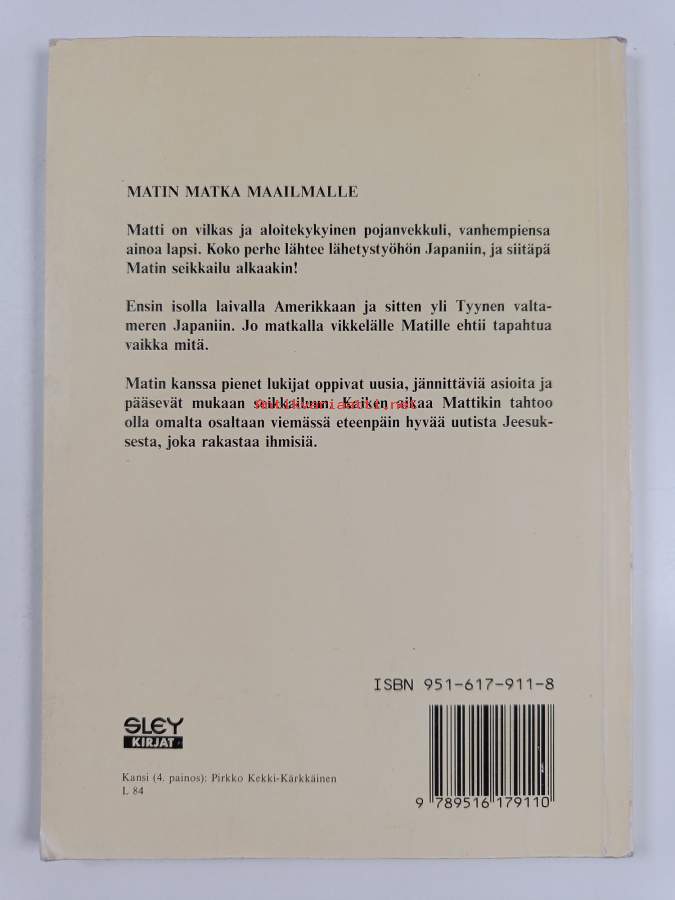 MATIN MATKA MAAILMALLE
Matti on vilkas ja aloitekykyinen pojanvekkuli, vanhempiensa
ainoa lapsi. Koko perhe lähtee lähetystyöhön Japaniin, ja siitäpä
Matin seikkailu alkaakin!
Ensin isolla laivalla Amerikkaan ja sitten yli Tyynen valta-
meren Japaniin. Jo matkalla vikkelälle Matille ehtii tapahtua
vaikka mitä.
Matin kanssa pienet lukijat oppivat uusia, jännittäviä asioita ja
pääsevät mukaan seikkailuun. Kaiken aikaa Mattikin tahtoo
antikvariaatti.net
olla omalta osaltaan viemässä eteenpäin hyvää uutista Jeesuk-
sesta, joka rakastaa ihmisiä.
ISBN 951-617-911-8
SLEY
KIRJAT
Kansi (4. painos): Pirkko Kekki-Kärkkäinen
L 84
9 789516 179110